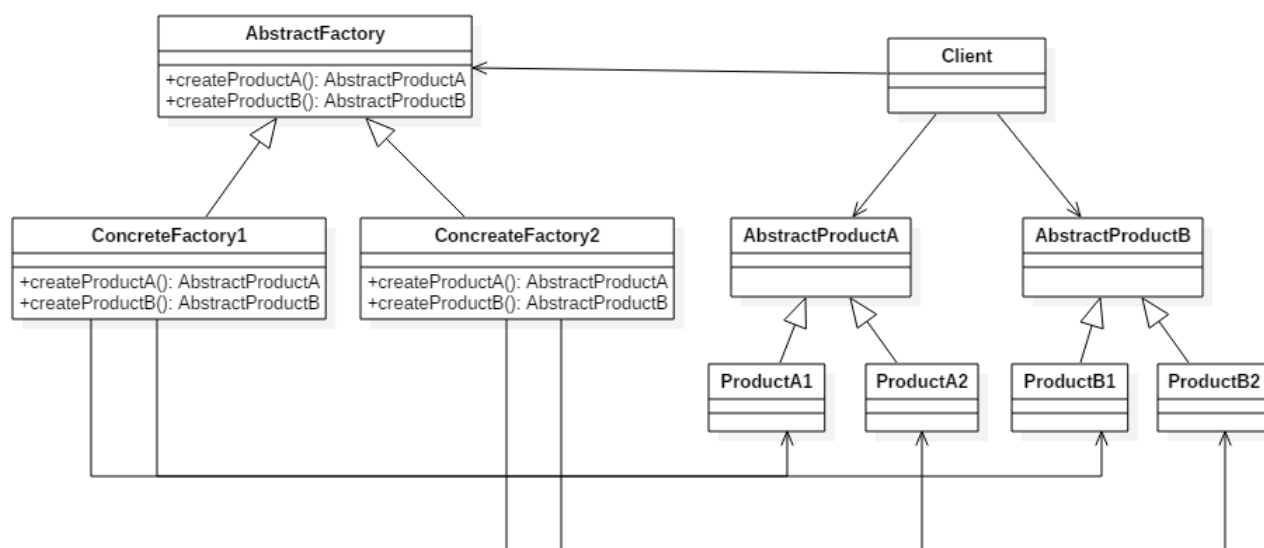 AbstractFactory
+createProductA(): AbstractProductA
+createProductB(): AbstractProductB
Client
ConcreteFactory1
+createProductA(): AbstractProductA
+createProductB(): AbstractProductB
ConcreateFactory2
+createProductA(): AbstractProductA
+createProductB(): AbstractProductB
AbstractProductA
AbstractProductB
ProductA1
ProductA2
ProductB1
ProductB2